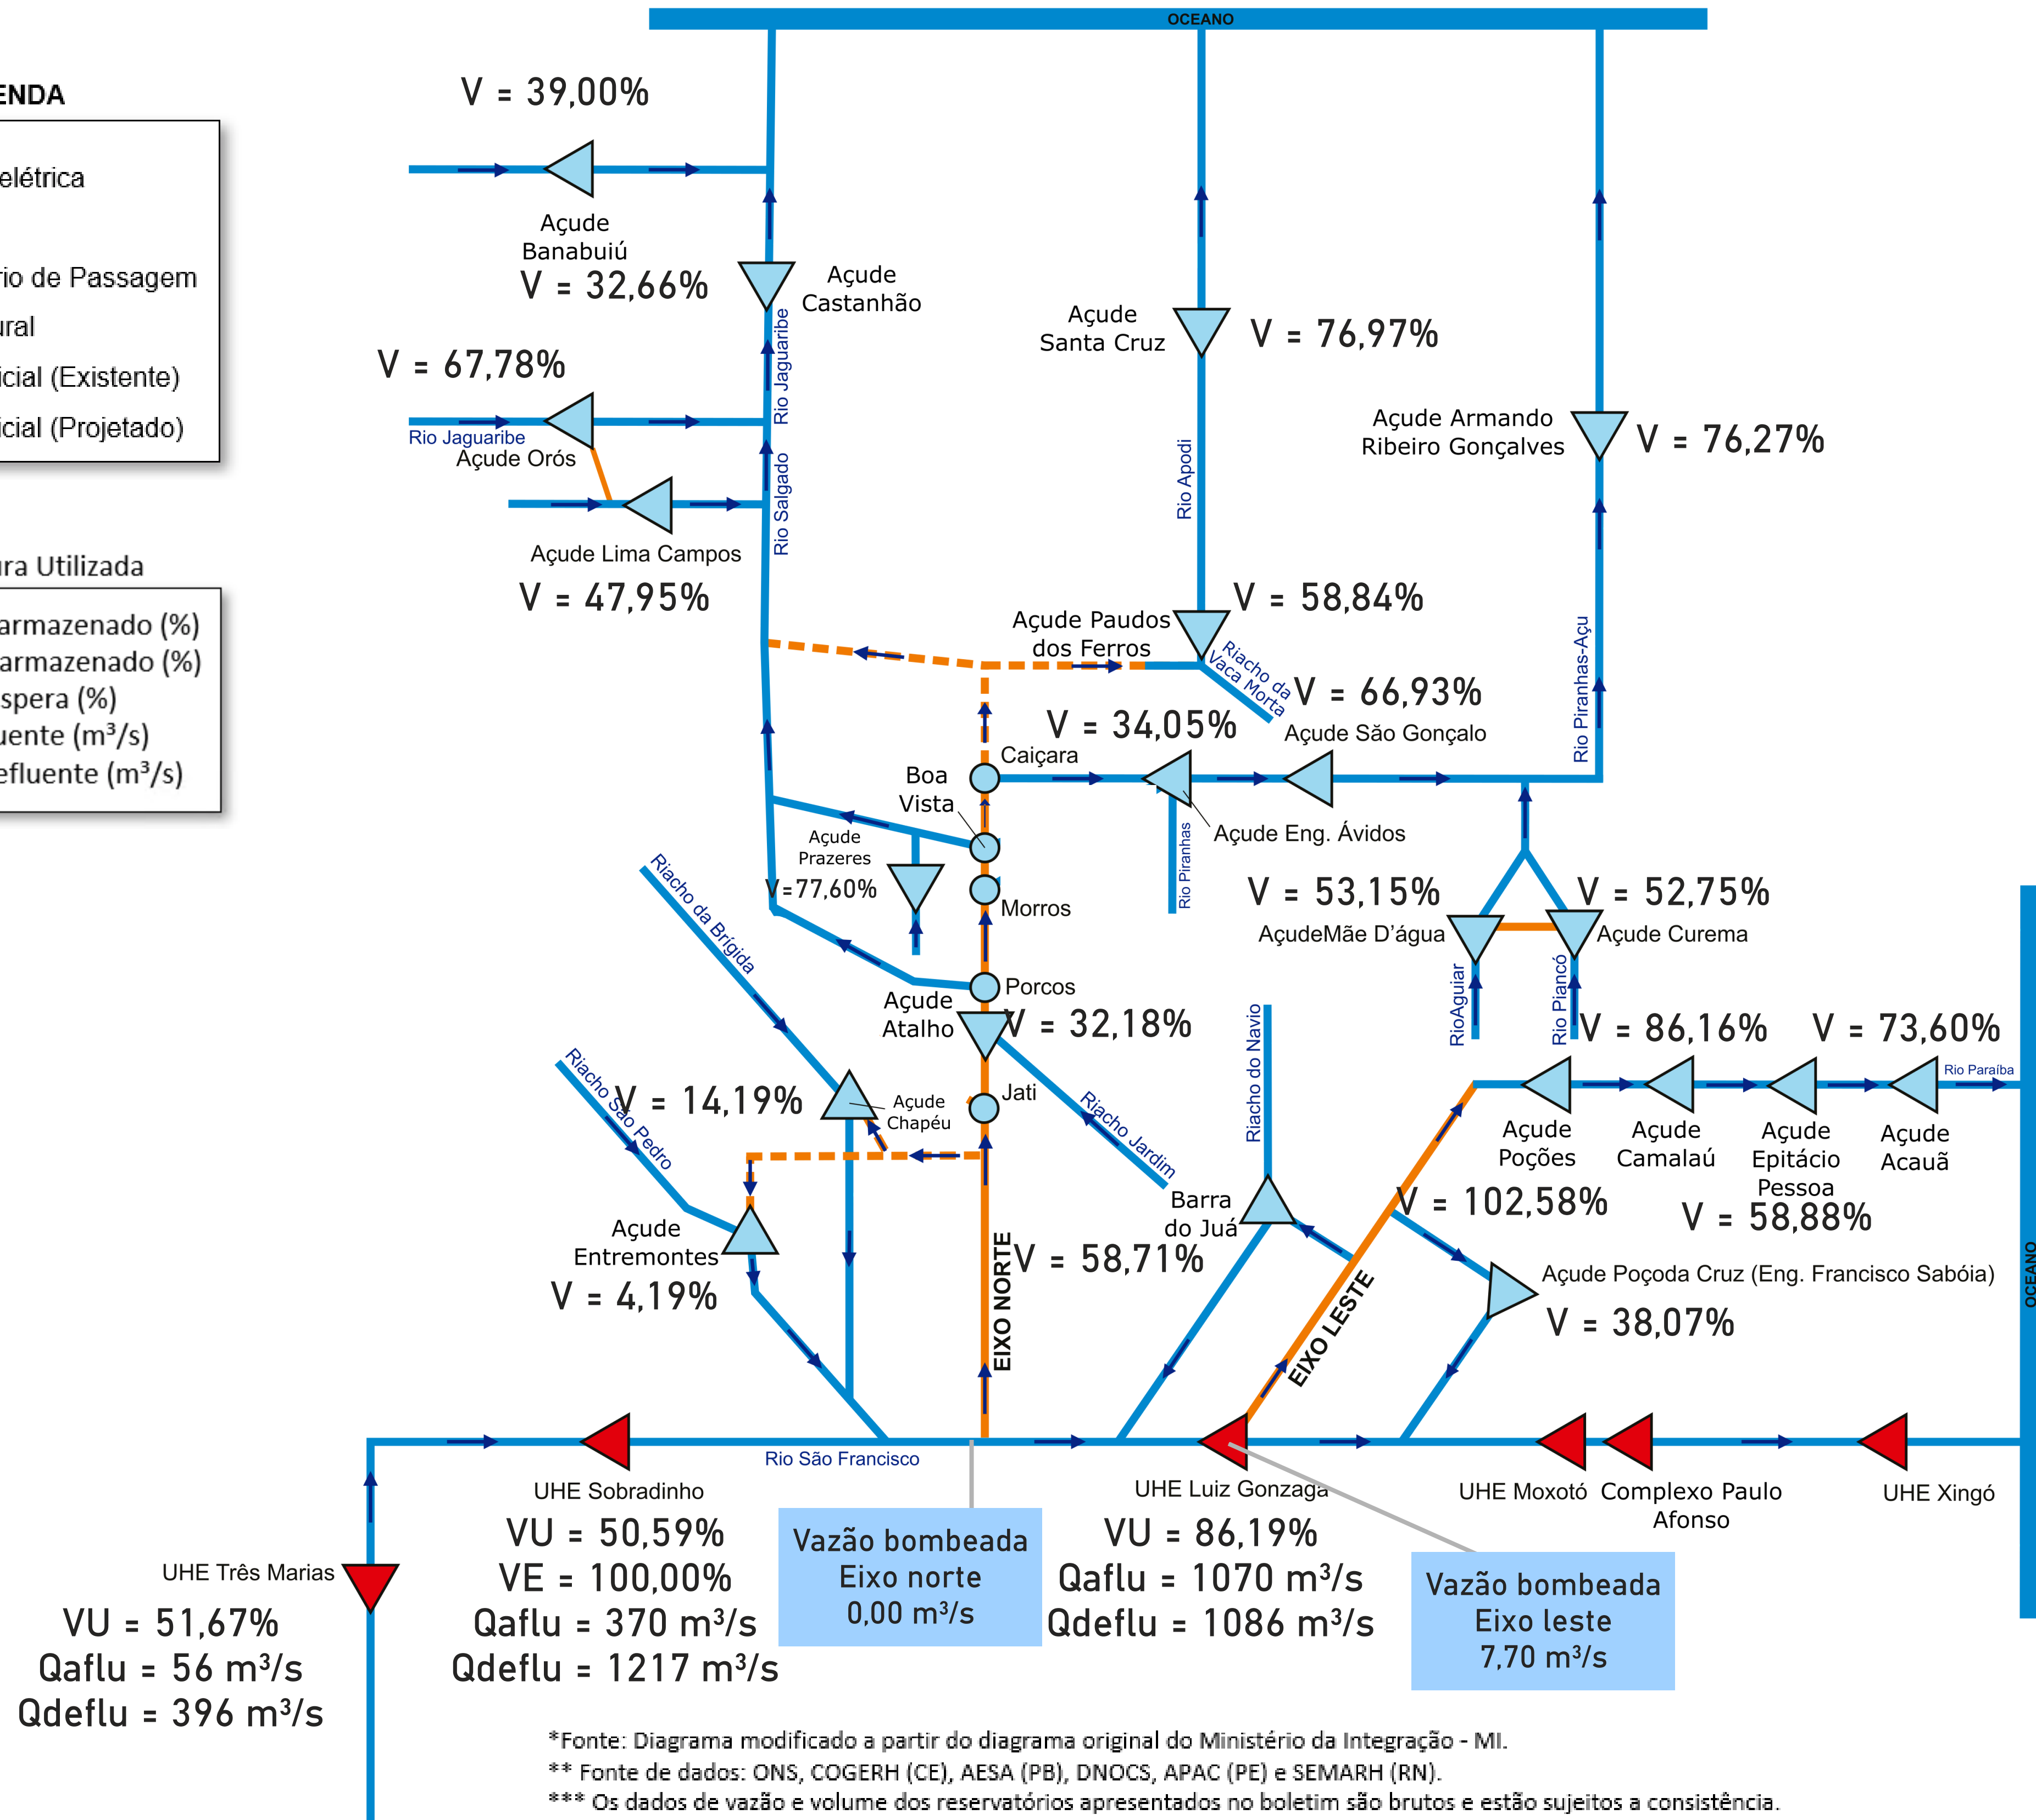 OCEANO
ENDA
elétrica
rio de Passagem
ural
icial (Existente)
icial (Projetado)
ura Utilizada
armazenado (%)
armazenado (%)
spera (%)
uente (m³/s)
efluente (m³/s)
V = 39,00%
Açude
Banabuiú
V = 32,66%
Açude
Castanhão
Rio Jaguaribe
V = 67,78%
Rio Jaguaribe
Açude Orós
Rio Salgado
Açude Lima Campos
V = 47,95%
Açude
Santa Cruz
V = 76,97%
Rio Apodi
Açude Armando
Ribeiro Gonçalves
V = 76,27%
Rio Piranhas-Açu
Açude Paudos
dos Ferros
V = 58,84%
Riacho da
Vaca Morta
V = 66,93%
Açude São Gonçalo
V = 34,05%
Caiçara
Boa
Vista
Açude Eng. Ávidos
Rio Piranhas
Açude
Prazeres
V=77,60%
Morros
Porcos
Açude
Atalho
V = 32,18%
Jati
Riacho Jardim
Riacho da Brígida
Riacho São Pedro
V = 14,19%
Açude
Chapéu
Açude
Entremontes
V = 4,19%
V = 53,15%
AçudeMãe D'água
V = 52,75%
Açude Curema
RioAguiar
Rio Piancó
V = 86,16%
V = 73,60%
Rio Paraíba
Açude
Poções
Açude
Camalaú
Açude
Epitácio
Pessoa
Açude
Acauã
V = 102,58%
V = 58,88%
Riacho do Navio
Barra
do Juá
V = 58,71%
EIXO NORTE
EIXO LESTE
Açude Poçoda Cruz (Eng. Francisco Sabóia)
V = 38,07%
OCEANO
Rio São Francisco
UHE Sobradinho
VU = 50,59%
VE = 100,00%
Qaflu = 370 m³/s
Qdeflu = 1217 m³/s
Vazão bombeada
Eixo norte
0,00 m³/s
UHE Luiz Gonzaga
VU = 86,19%
Qaflu = 1070 m³/s
Qdeflu = 1086 m³/s
Vazão bombeada
Eixo leste
7,70 m³/s
UHE Moxotó
Complexo Paulo
Afonso
UHE Xingó
UHE Três Marias
VU = 51,67%
Qaflu = 56 m³/s
Qdeflu = 396 m³/s
*Fonte: Diagrama modificado a partir do diagrama original do Ministério da Integração - MI.
** Fonte de dados: ONS, COGERH (CE), AESA (PB), DNOCS, APAC (PE) e SEMARH (RN).
*** Os dados de vazão e volume dos reservatórios apresentados no boletim são brutos e estão sujeitos a consistência.